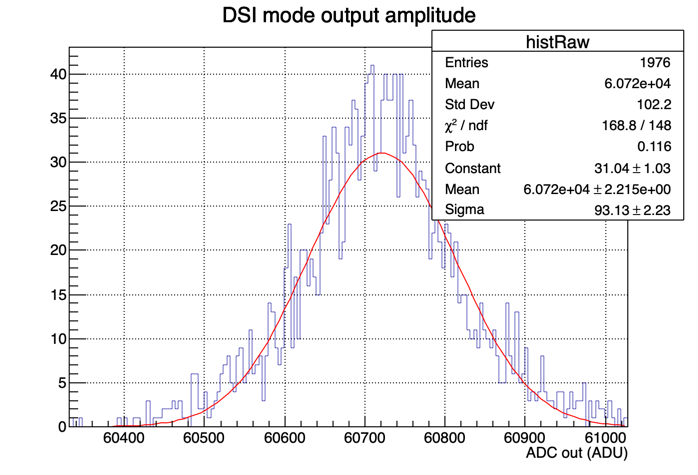 DSI mode output amplitude
histRaw
Entries 1976
Mean 6.072e+04
Std Dev 102.2
χ² / ndf 168.8 / 148
Prob 0.116
Constant 31.04 ± 1.03
Mean 6.072e+04 ± 2.215e+00
Sigma 93.13 ± 2.23
40
35
30
25
20
15
10
5
0
60400 60500 60600 60700 60800 60900 61000
ADC out (ADU)